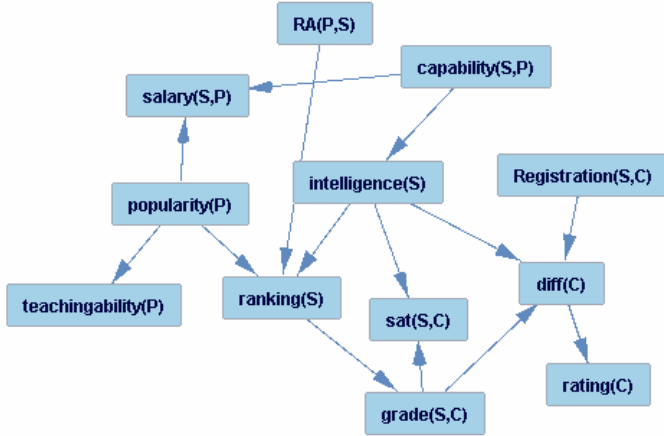 RA(P,S)
capability(S,P)
salary(S,P)
intelligence(S)
Registration(S,C)
popularity(P)
teachingability(P)
ranking(S)
diff(C)
sat(S,C)
rating(C)
grade(S,C)